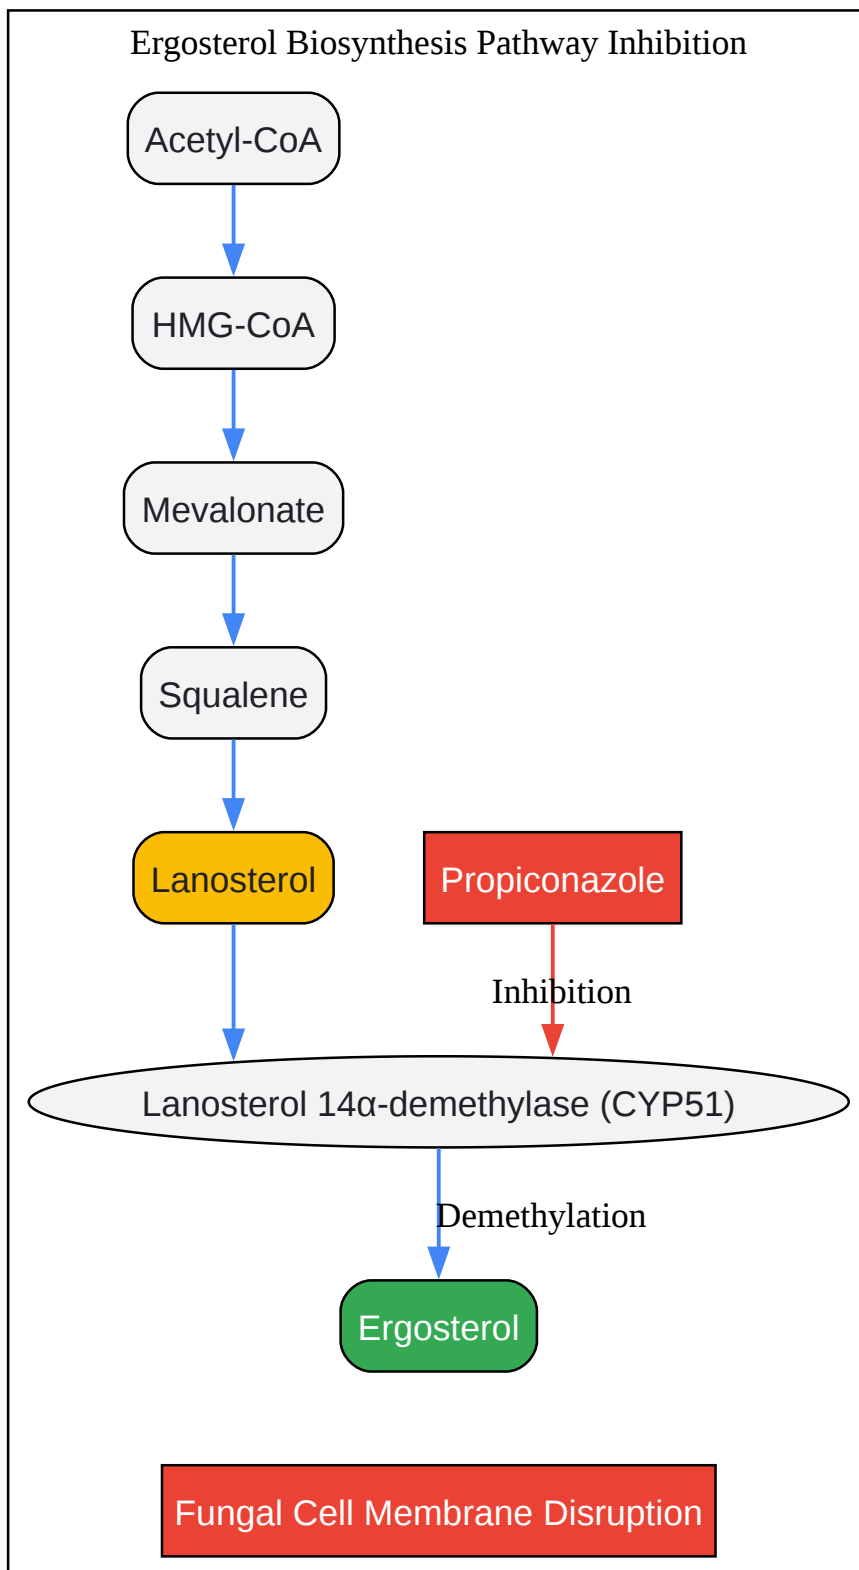 Ergosterol Biosynthesis Pathway Inhibition
Acetyl-CoA
HMG-CoA
Mevalonate
Squalene
Lanosterol
Propiconazole
Inhibition
Lanosterol 14α-demethylase (CYP51)
Demethylation
Ergosterol
Fungal Cell Membrane Disruption